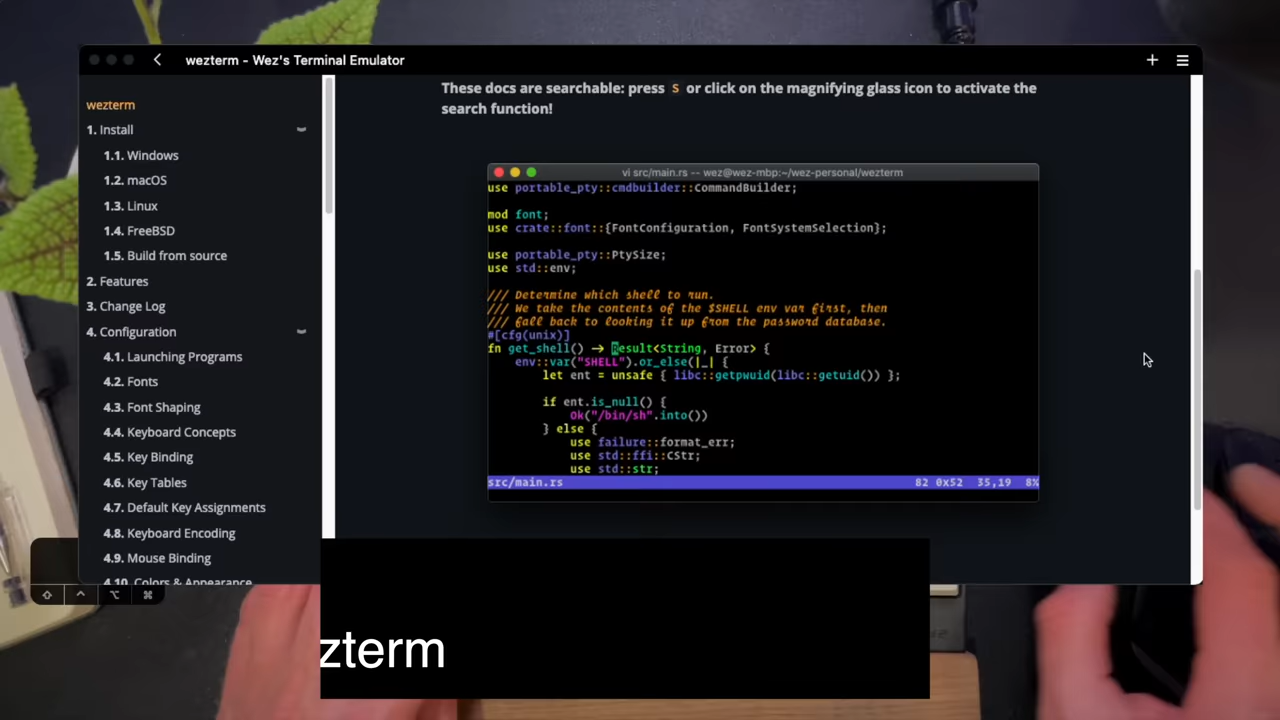 wezterm - Wez's Terminal Emulator
wezterm
1. Install
1.1. Windows
1.2. macOS
1.3. Linux
1.4. FreeBSD
1.5. Build from source
2. Features
3. Change Log
4. Configuration
4.1. Launching Programs
4.2. Fonts
4.3. Font Shaping
4.4. Keyboard Concepts
4.5. Key Binding
4.6. Key Tables
4.7. Default Key Assignments
4.8. Keyboard Encoding
4.9. Mouse Binding
4.10. Colors & Appearance
These docs are searchable: press S or click on the magnifying glass icon to activate the
search function!
vi src/main.rs -- wez@wez-mbp:~/wez-personal/wezterm
use portable_pty::cmdbuilder::CommandBuilder;
mod font;
use crate::font::{FontConfiguration, FontSystemSelection};
use portable_pty::PtySize;
use std::env;
/// Determine which shell to run.
/// We take the contents of the $SHELL env var first, then
/// fall back to looking it up from the password database.
#[cfg(unix)]
fn get_shell() → Result<String, Error> {
env::var("SHELL").or_else(|_| {
let ent = unsafe { libc::getpwuid(libc::getuid()) };
if ent.is_null() {
Ok("/bin/sh".into())
} else {
use failure::format_err;
use std::ffi::CStr;
use std::str;
src/main.rs 82 0x52 35,19 8%
⇧ ^ ⌥ ⌘
zterm